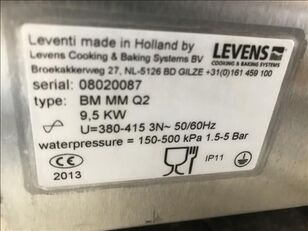 Leventi made in Holland by
Levens Cooking & Baking Systems BV
Broekakkerweg 27, NL-5126 BD GILZE +31(0)161 459 100
LEVENS
COOKING & BAKING SYSTEMS
serial: 08020087
type: BM MM Q2
9,5 KW
U=380-415 3N~ 50/60Hz
waterpressure = 150-500 kPa 1.5-5 Bar
CE
2013
IP11